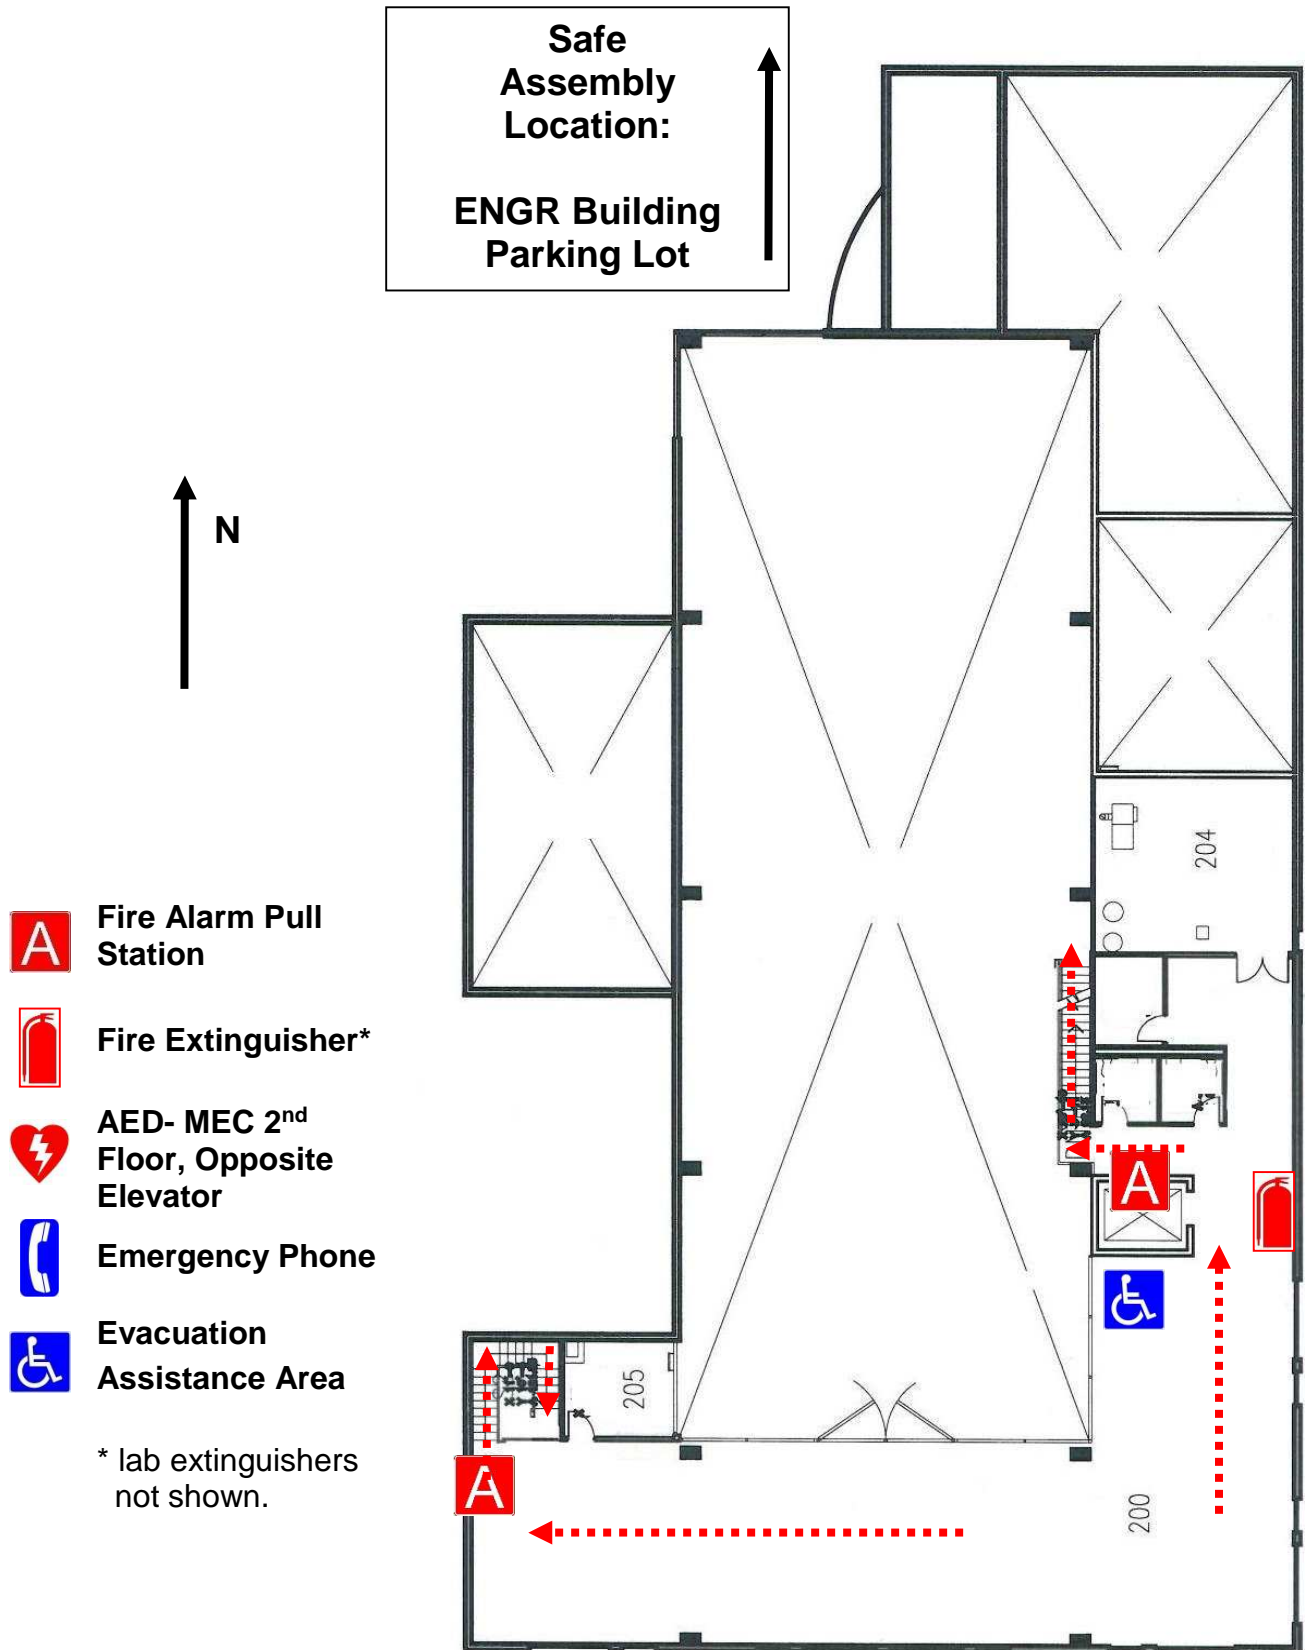 Safe
Assembly
Location:
ENGR Building
Parking Lot
N
A
Fire Alarm Pull
Station
Fire Extinguisher*
AED- MEC 2nd
Floor, Opposite
Elevator
Emergency Phone
Evacuation
Assistance Area
* lab extinguishers
not shown.
204
A
205
A
200